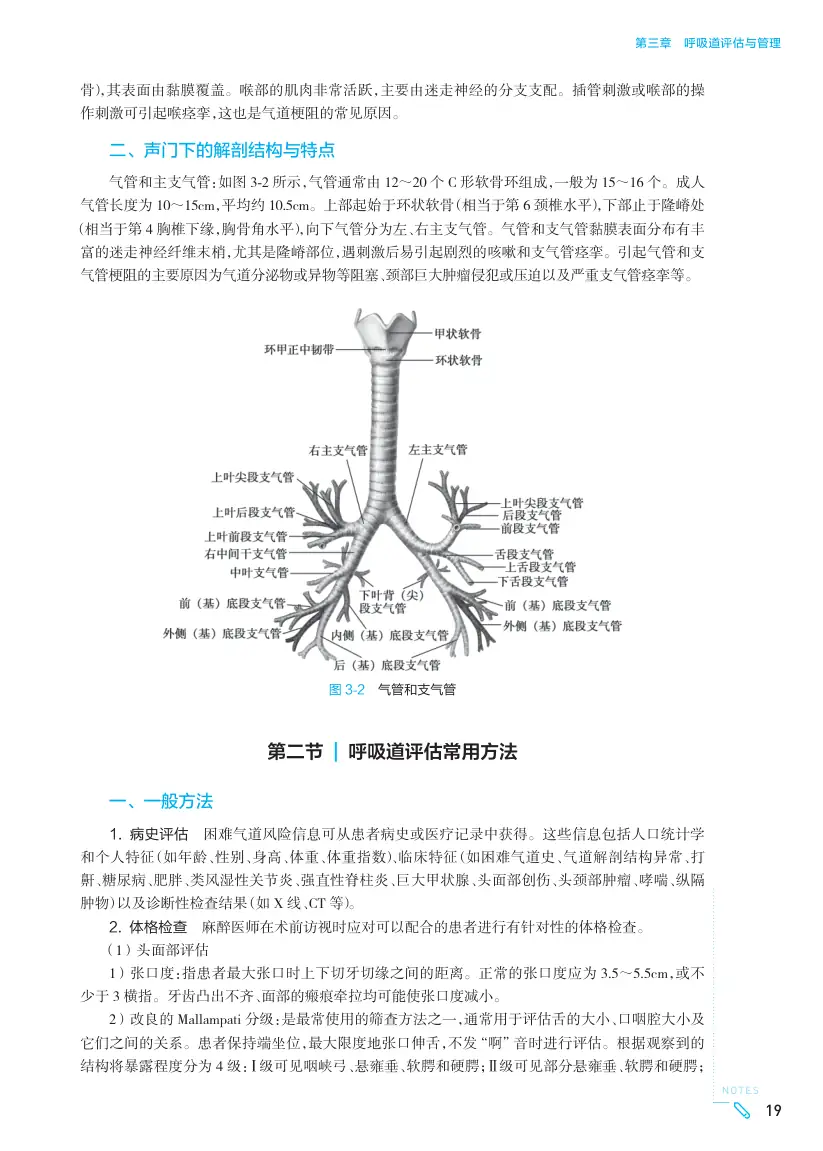 第三章 呼吸道评估与管理
骨),其表面由黏膜覆盖。喉部的肌肉非常活跃,主要由迷走神经的分支支配。插管刺激或喉部的操
作刺激可引起喉痉挛,这也是气道梗阻的常见原因。
二、声门下的解剖结构与特点
气管和主支气管:如图 3-2 所示,气管通常由 12~20 个 C 形软骨环组成,一般为 15~16 个。成人
气管长度为 10~15cm,平均约 10.5cm。上部起始于环状软骨(相当于第 6 颈椎水平),下部止于隆嵴处
(相当于第 4 胸椎下缘,胸骨角水平),向下气管分为左、右主支气管。气管和支气管黏膜表面分布有丰
富的迷走神经纤维末梢,尤其是隆嵴部位,遇刺激后易引起剧烈的咳嗽和支气管痉挛。引起气管和支
气管梗阻的主要原因为气道分泌物或异物等阻塞、颈部巨大肿瘤侵犯或压迫以及严重支气管痉挛等。
甲状软骨
环甲正中韧带
环状软骨
右主支气管
左主支气管
上叶尖段支气管
上叶后段支气管
上叶前段支气管
右中间干支气管
中叶支气管
前(基)底段支气管
外侧(基)底段支气管
上叶尖段支气管
后段支气管
前段支气管
舌段支气管
上舌段支气管
下舌段支气管
下叶背(尖)
段支气管
前(基)底段支气管
外侧(基)底段支气管
内侧(基)底段支气管
后(基)底段支气管
图 3-2 气管和支气管
第二节 | 呼吸道评估常用方法
一、一般方法
1. 病史评估 困难气道风险信息可从患者病史或医疗记录中获得。这些信息包括人口统计学
和个人特征(如年龄、性别、身高、体重、体重指数)、临床特征(如困难气道史、气道解剖结构异常、打
鼾、糖尿病、肥胖、类风湿性关节炎、强直性脊柱炎、巨大甲状腺、头面部创伤、头颈部肿瘤、哮喘、纵隔
肿物)以及诊断性检查结果(如 X 线、CT 等)。
2. 体格检查 麻醉医师在术前访视时应对可以配合的患者进行有针对性的体格检查。
(1)头面部评估
1)张口度:指患者最大张口时上下切牙切缘之间的距离。正常的张口度应为 3.5~5.5cm,或不
少于 3 横指。牙齿凸出不齐、面部的瘢痕牵拉均可能使张口度减小。
2)改良的 Mallampati 分级:是最常使用的筛查方法之一,通常用于评估舌的大小、口咽腔大小及
它们之间的关系。患者保持端坐位,最大限度地张口伸舌,不发“啊”音时进行评估。根据观察到的
结构将暴露程度分为 4 级:Ⅰ级可见咽峡弓、悬雍垂、软腭和硬腭;Ⅱ级可见部分悬雍垂、软腭和硬腭;
NOTES
19